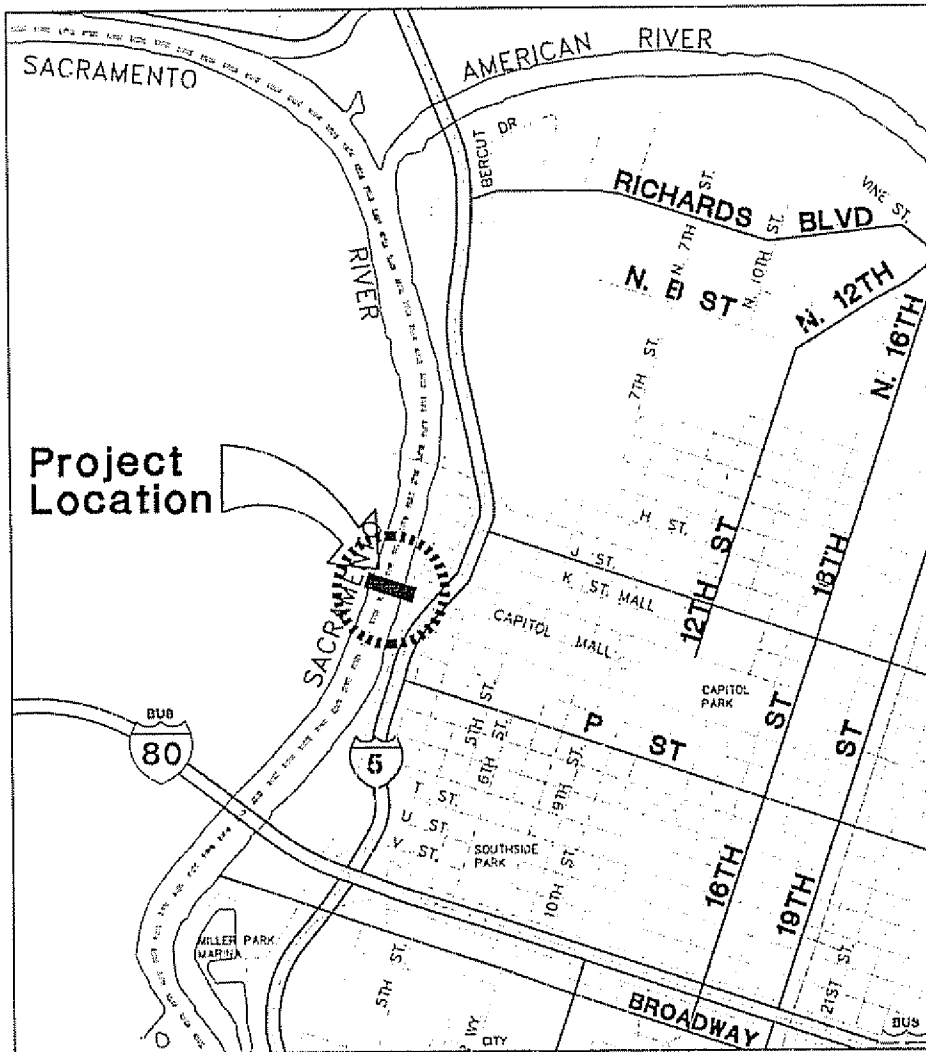 SACRAMENTO
RIVER
AMERICAN RIVER
BERCUT DR
RICHARDS BLVD
VINE ST.
N. 7TH ST.
N. 10TH ST.
N. B ST
N. 12TH
N. 16TH
7TH ST.
Project
Location
SACRAMENTO
H ST.
J ST.
K ST. MALL
CAPITOL MALL
12TH ST
16TH ST
ST
CAPITOL
PARK
P ST
BUS
80
5
5TH ST.
6TH ST.
9TH ST.
T ST.
U ST.
V ST.
SOUTHSIDE
PARK
10TH ST.
16TH
19TH
21ST ST.
MILLER PARK
MARINA
5TH ST.
BROADWAY
WY
CITY
BUS